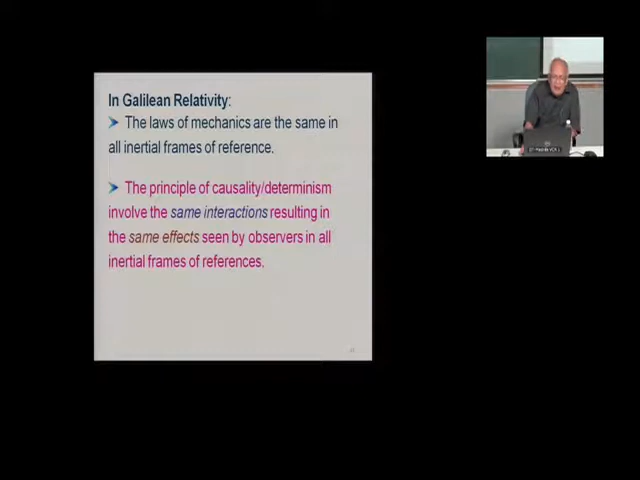 In Galilean Relativity:
The laws of mechanics are the same in
all inertial frames of reference.
The principle of causality/determinism
involve the same interactions resulting in
the same effects seen by observers in all
inertial frames of references.